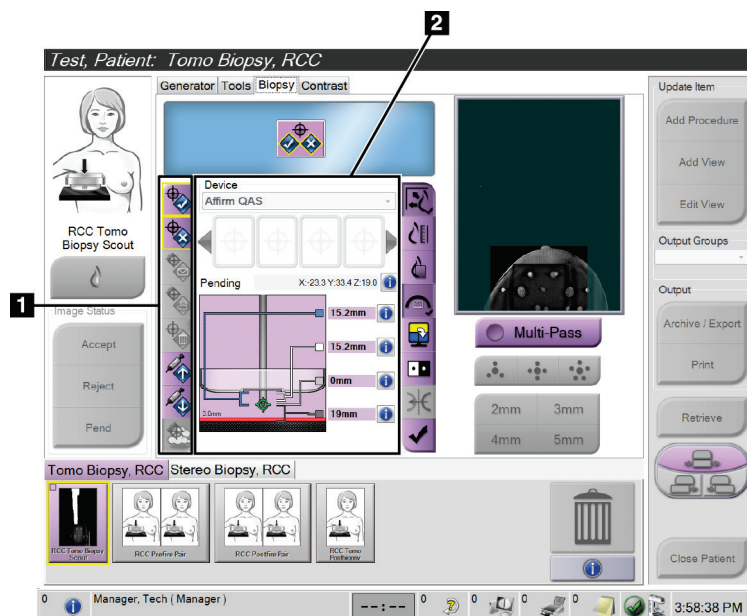 2
Test, Patient: Tomo Biopsy, RCC
Generator Tools Biopsy Contrast
Update Item
Add Procedure
Add View
Edit View
Output Groups
Output
Archive / Export
Print
Retrieve
Close Patient
RCC Tomo
Biopsy Scout
1
Image Status
Accept
Reject
Pend
Device
Affirm QAS
Pending X:-23.3 Y:33.4 Z:19.0
15.2mm
15.2mm
0mm
3.0mm
19mm
Multi-Pass
2mm 3mm
4mm 5mm
Tomo Biopsy, RCC Stereo Biopsy, RCC
RCC Tomo Biopsy
Scout
RCC Prefire Pair
RCC Postfire Pair
RCC Tomo
Postbiopsy
0 Manager, Tech ( Manager ) --:-- 0 0 0 0 3:58:38 PM